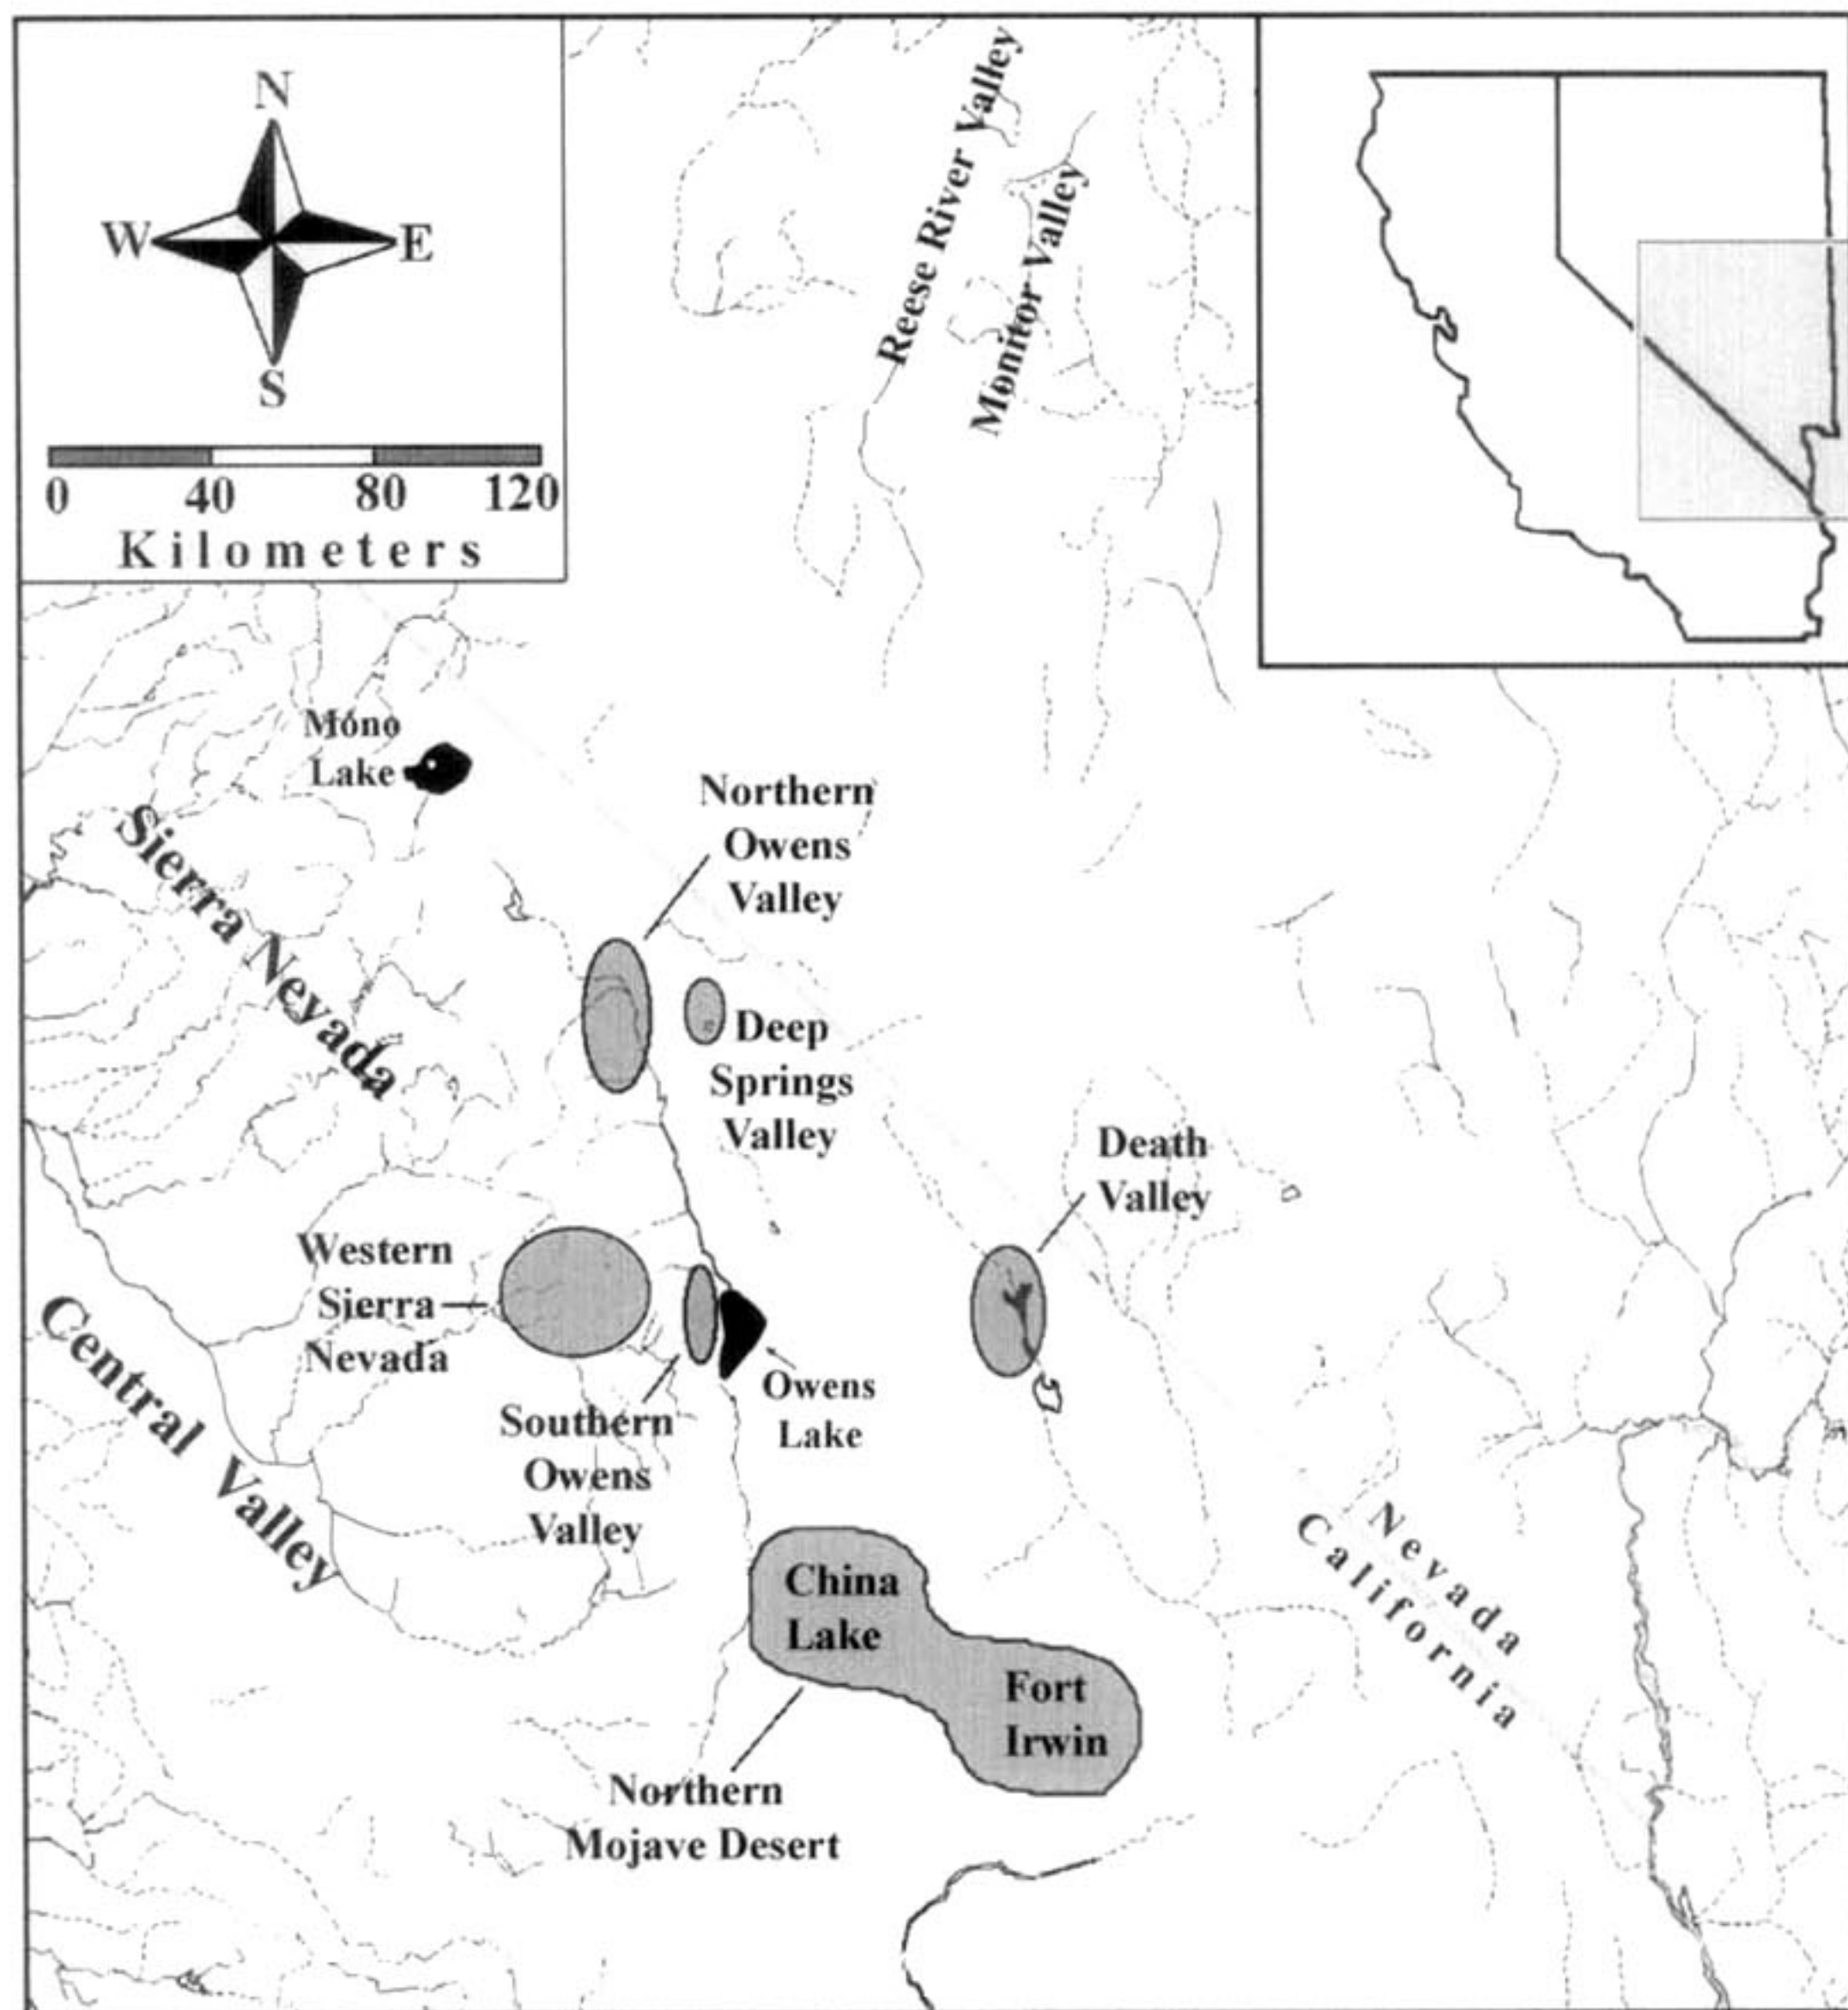 N
W E
S
0 40 80 120
Kilometers
Reese River Valley
Monitor Valley
Mono
Lake
Sierra Nevada
Northern
Owens
Valley
Deep
Springs
Valley
Death
Valley
Western
Sierra
Nevada
Central Valley
Owens
Lake
Southern
Owens
Valley
Nevada
California
China
Lake
Fort
Irwin
Northern
Mojave Desert